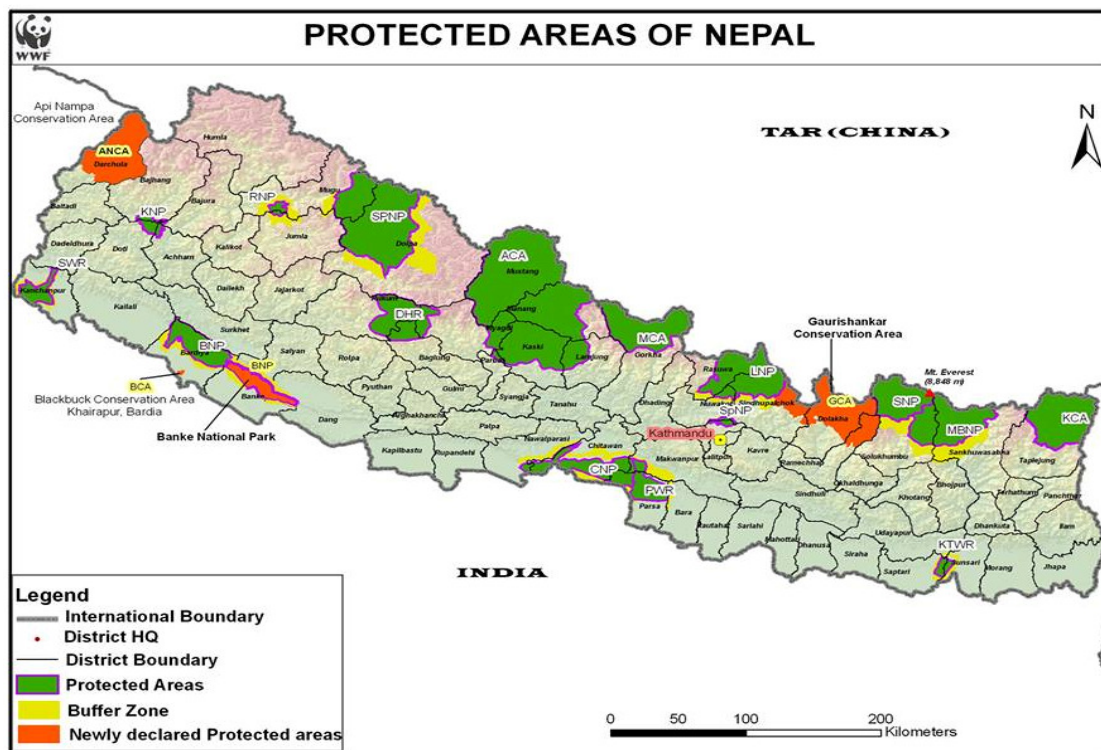 WWF
PROTECTED AREAS OF NEPAL
Api Nampa
Conservation Area
TAR (CHINA)
N
Humla
ANCA
Darchula
Bajhang
Mugu
RNP
Bajura
Baitadi
KNP
SPNP
Jumla
Dolpa
Dadeldhura
Doti
Kalikot
ACA
Achham
Mustang
SWR
Kanchanpur
Dailekh
Jajarkot
Kailali
Rukum
DHR
Manang
Myagdi
Surkhet
BNP
Bardiya
Salyan
Rolpa
Baglung
Parbat
Kaski
Lamjung
MCA
Gorkha
Gaurishankar
Conservation Area
Rasuwa
LNP
Mt. Everest
(8,848 m)
BNP
BCA
Blackbuck Conservation Area
Khairapur, Bardia
Banke
Banke National Park
Pyuthan
Gulmi
Syangja
Tanahu
Dhading
Nuwakot
Sindhupalchok
SpNP
GCA
Dolakha
SNP
MBNP
KCA
Dang
Palpa
Kathmandu
Lalitpur
Kavre
Ramechhap
Solukhumbu
Sankhuwasabha
Taplejung
Kapilbastu
Rupandehi
Nawalparasi
Chitawan
Makwanpur
CNP
PWR
Okhaldhunga
Khotang
Bhojpur
Terhathum
Panchther
Sindhuli
Parsa
Bara
Rautahat
Sarlahi
Mahottari
Dhanusa
Siraha
Udayapur
Dhankuta
Ilam
KTWR
Saptari
Sunsari
Morang
Jhapa
INDIA
Legend
International Boundary
District HQ
District Boundary
Protected Areas
Buffer Zone
Newly declared Protected areas
0 50 100 200
Kilometers